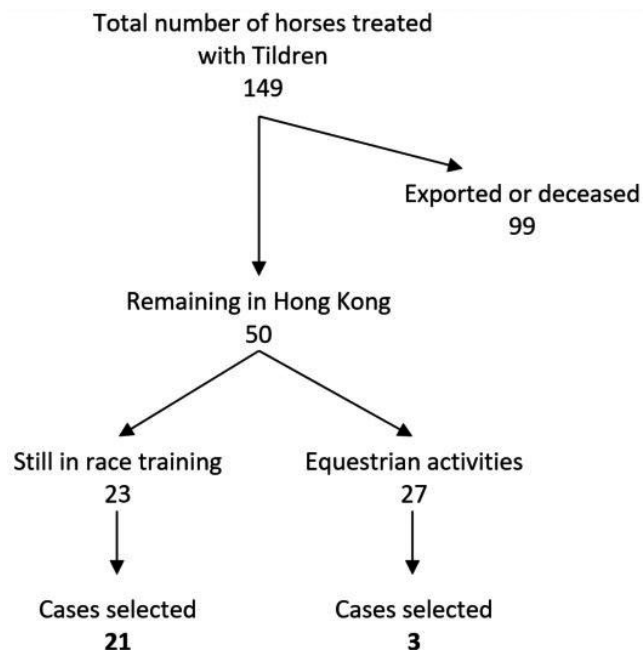 Total number of horses treated
with Tildren
149
Exported or deceased
99
Remaining in Hong Kong
50
Still in race training
23
Equestrian activities
27
Cases selected
21
Cases selected
3